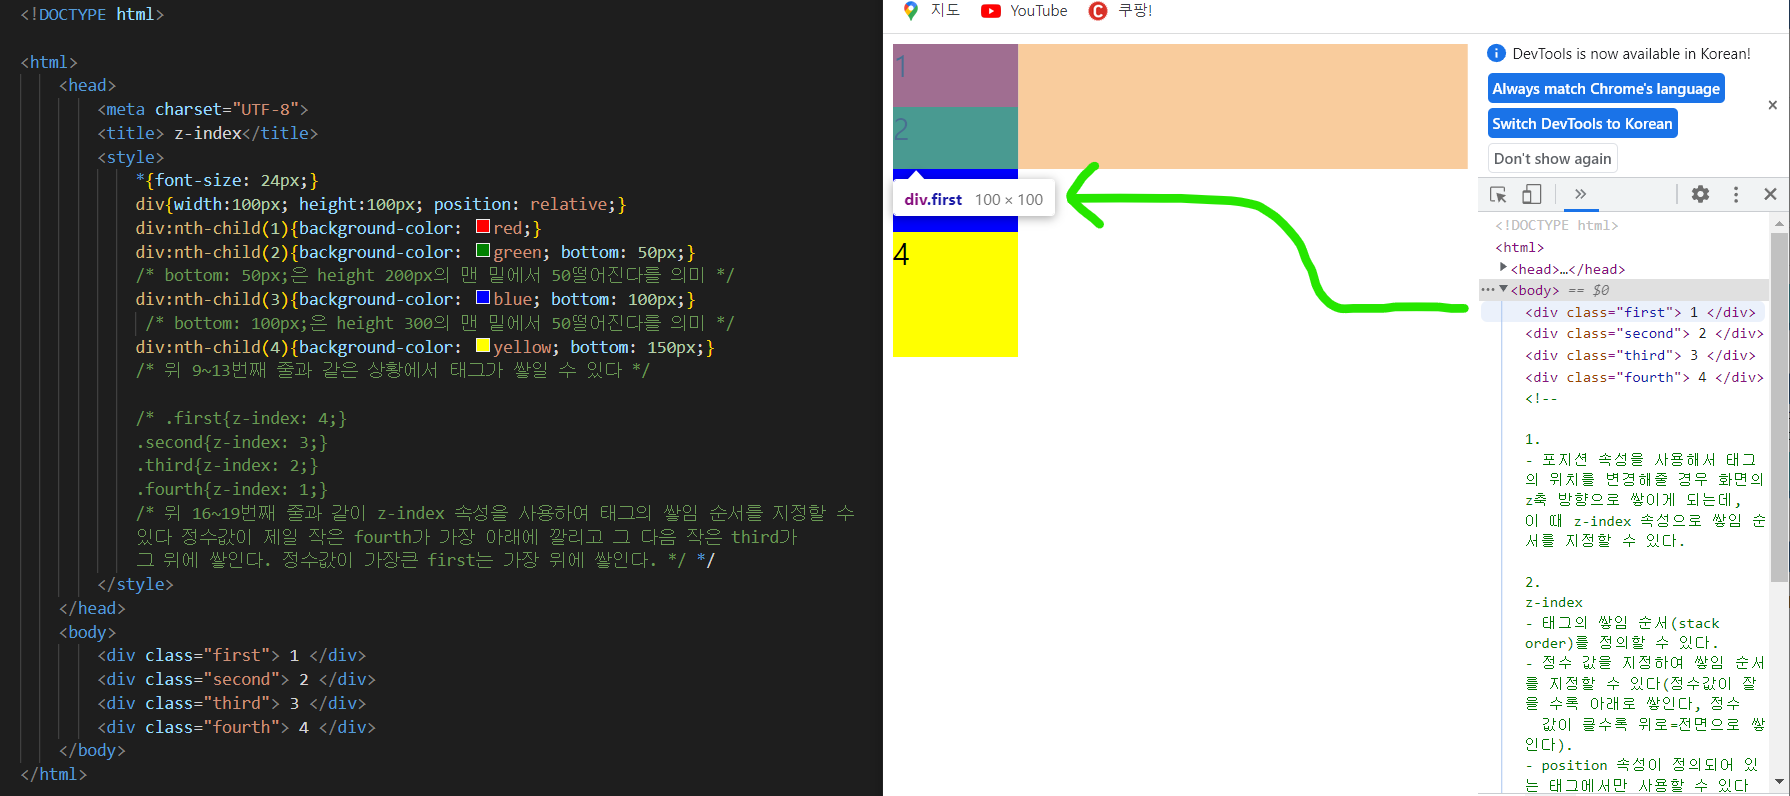 <!DOCTYPE html>
<html>
<head>
<meta charset="UTF-8">
<title> z-index</title>
<style>
*{font-size: 24px;}
div{width:100px; height:100px; position: relative;}
div:nth-child(1){background-color: red;}
div:nth-child(2){background-color: green; bottom: 50px;}
/* bottom: 50px;은 height 200px의 맨 밑에서 50떨어진다를 의미 */
div:nth-child(3){background-color: blue; bottom: 100px;}
/* bottom: 100px;은 height 300의 맨 밑에서 50떨어진다를 의미 */
div:nth-child(4){background-color: yellow; bottom: 150px;}
/* 위 9~13번째 줄과 같은 상황에서 태그가 쌓일 수 있다 */
/* .first{z-index: 4;}
.second{z-index: 3;}
.third{z-index: 2;}
.fourth{z-index: 1;}
/* 위 16~19번째 줄과 같이 z-index 속성을 사용하여 태그의 쌓임 순서를 지정할 수
있다 정수값이 제일 작은 fourth가 가장 아래에 깔리고 그 다음 작은 third가
그 위에 쌓인다. 정수값이 가장큰 first는 가장 위에 쌓인다. */ */
</style>
</head>
<body>
<div class="first"> 1 </div>
<div class="second"> 2 </div>
<div class="third"> 3 </div>
<div class="fourth"> 4 </div>
</body>
</html>
지도 YouTube C 쿠팡!
1
2
div.first 100 × 100
4
i DevTools is now available in Korean!
Always match Chrome's language
Switch DevTools to Korean
Don't show again
<!DOCTYPE html>
<html>
<head>…</head>
<body> == $0
<div class="first"> 1 </div>
<div class="second"> 2 </div>
<div class="third"> 3 </div>
<div class="fourth"> 4 </div>
<!--
1.
- 포지션 속성을 사용해서 태그
의 위치를 변경해줄 경우 화면의
z축 방향으로 쌓이게 되는데,
이 때 z-index 속성으로 쌓임 순
서를 지정할 수 있다.
2.
z-index
- 태그의 쌓임 순서(stack
order)를 정의할 수 있다.
- 정수 값을 지정하여 쌓임 순서
를 지정할 수 있다(정수값이 잘
을 수록 아래로 쌓인다, 정수
값이 클수록 위로=전면으로 쌓
인다).
- position 속성이 정의되어 있
는 태그에서만 사용할 수 있다